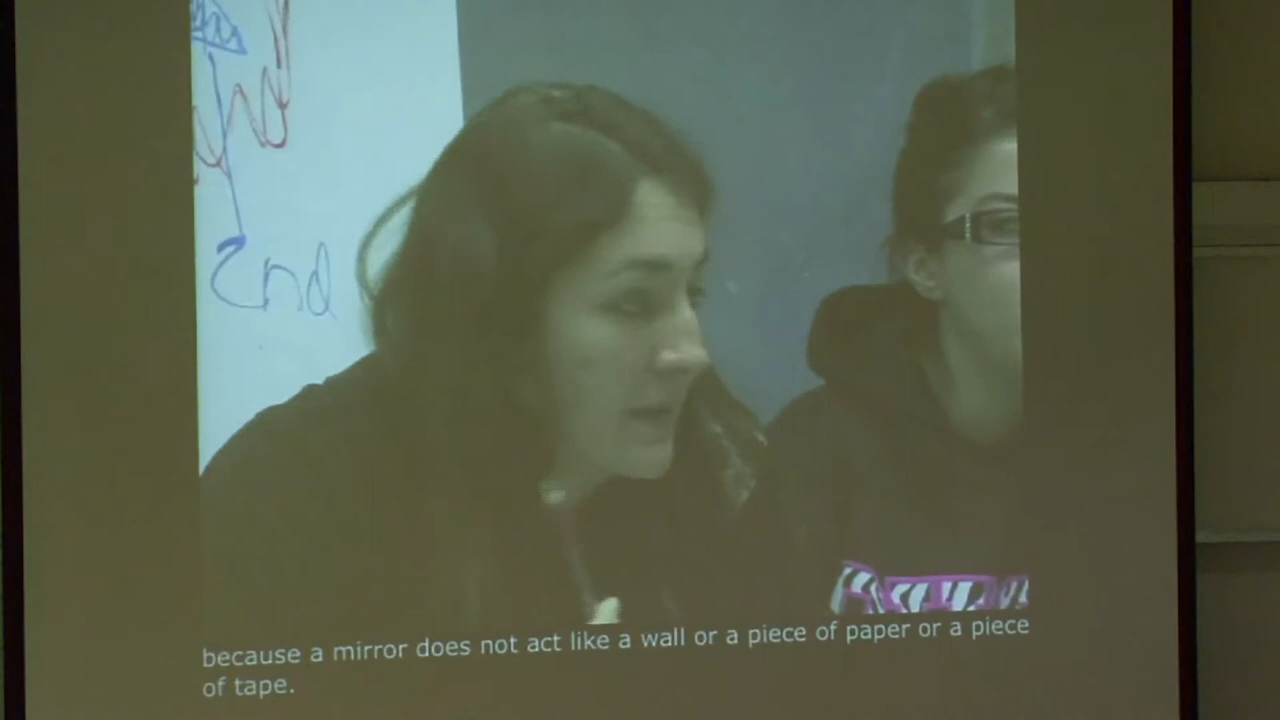 2nd
because a mirror does not act like a wall or a piece of paper or a piece
of tape.